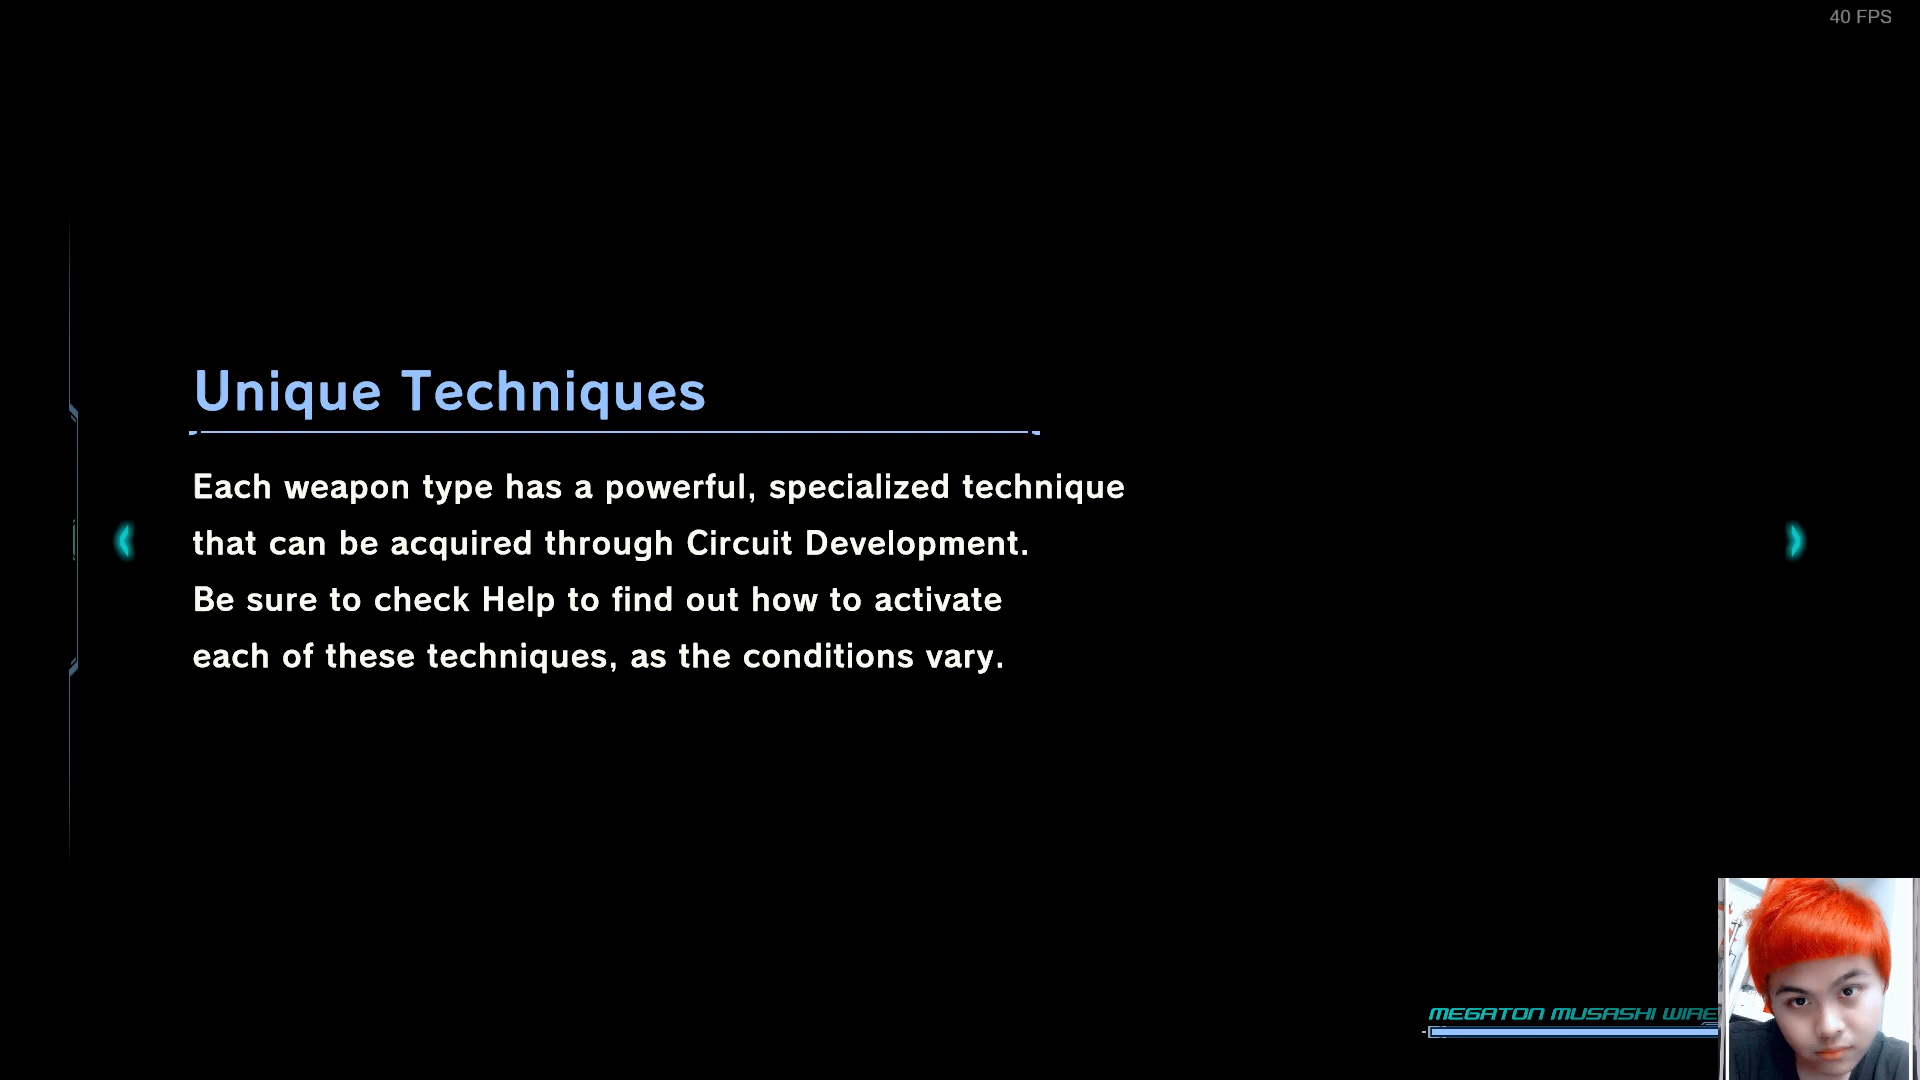 40 FPS
Unique Techniques
Each weapon type has a powerful, specialized technique
that can be acquired through Circuit Development.
Be sure to check Help to find out how to activate
each of these techniques, as the conditions vary.
MEGATON MUSASHI WIRE